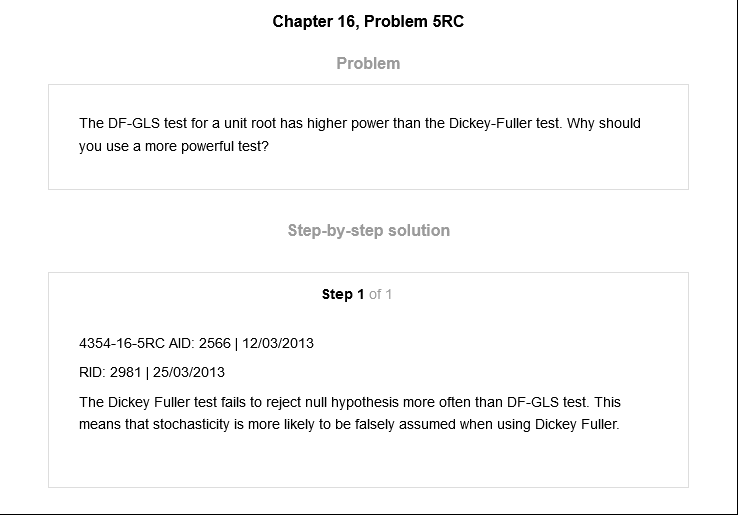 Chapter 16, Problem 5RC
Problem
The DF-GLS test for a unit root has higher power than the Dickey-Fuller test. Why should
you use a more powerful test?
Step-by-step solution
Step 1 of 1
4354-16-5RC AID: 2566 | 12/03/2013
RID: 2981 | 25/03/2013
The Dickey Fuller test fails to reject null hypothesis more often than DF-GLS test. This
means that stochasticity is more likely to be falsely assumed when using Dickey Fuller.